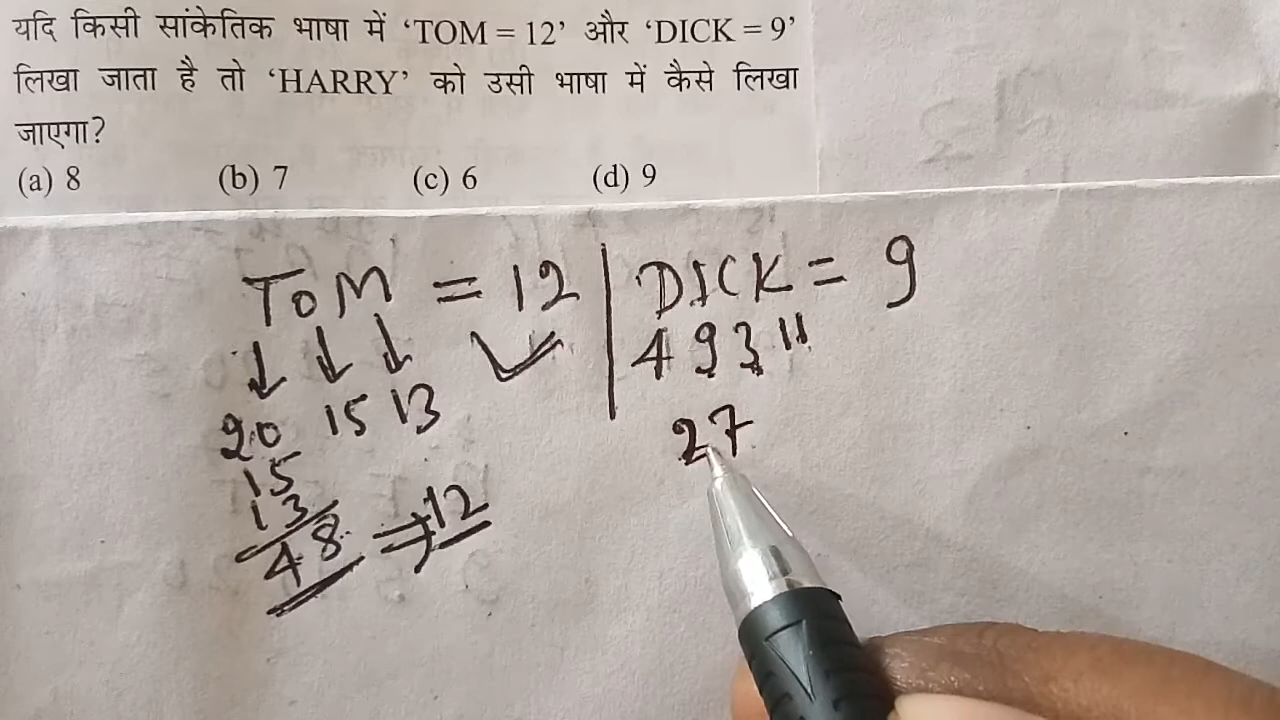 यदि किसी सांकेतिक भाषा में ‘TOM = 12’ और ‘DICK = 9’
लिखा जाता है तो ‘HARRY’ को उसी भाषा में कैसे लिखा
जाएगा?
(a) 8 (b) 7 (c) 6 (d) 9
TOM = 12 | DICK = 9
4 9 3 11
20 15 13
27
15
13
48 ⇒ 12